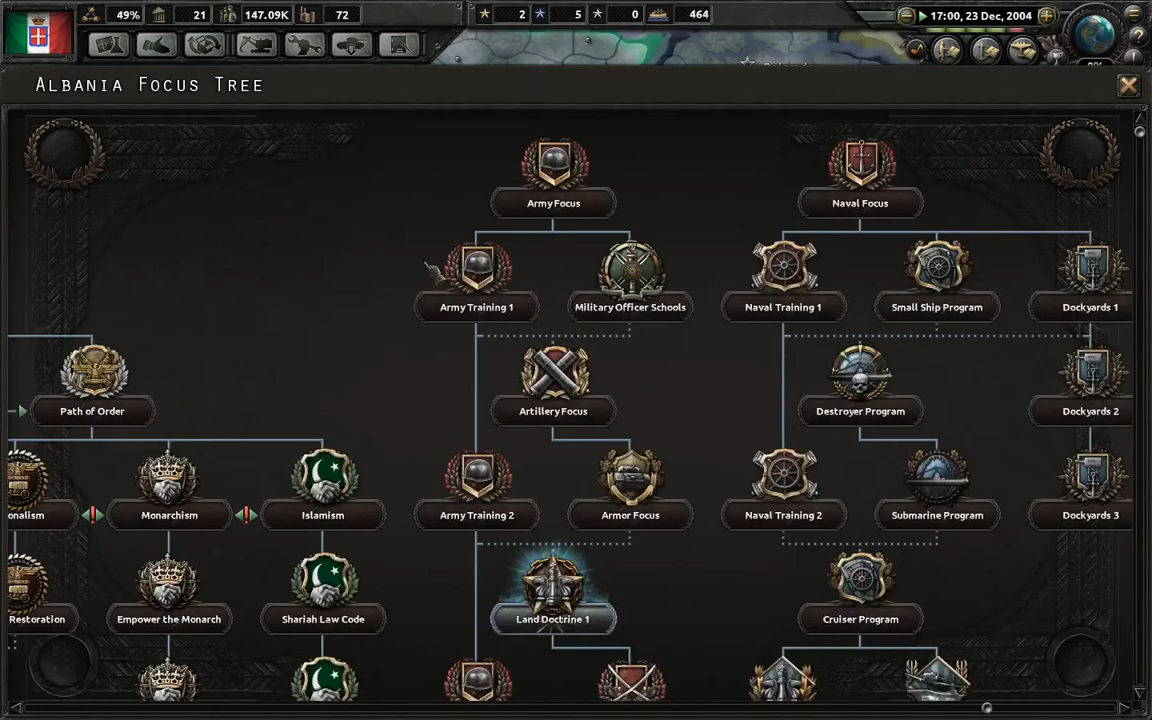 49% 21 147.09K 72 2 5 0 464 17:00, 23 Dec, 2004
Albania Focus Tree
Army Focus Naval Focus
Army Training 1 Military Officer Schools Naval Training 1 Small Ship Program Dockyards 1
Path of Order Artillery Focus Destroyer Program Dockyards 2
onalism Monarchism Islamism Army Training 2 Armor Focus Naval Training 2 Submarine Program Dockyards 3
Restoration Empower the Monarch Shariah Law Code Land Doctrine 1 Cruiser Program